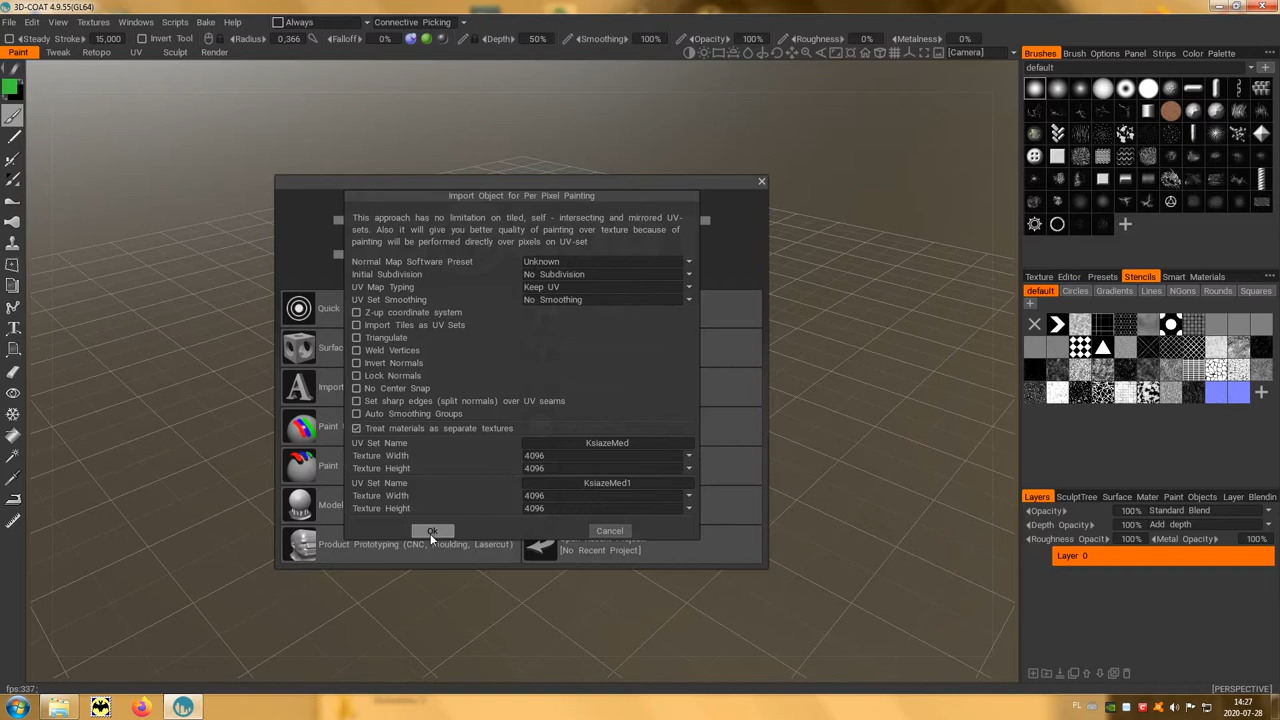 3D-COAT 4.9.55(GL64)
File Edit View Textures Windows Scripts Bake Help Always Connective Picking
Steady Stroke 15,000 Invert Tool Radius 0,366 Falloff 0% Depth 50% Smoothing 100% Opacity 100% Roughness 0% Metalness 0%
Paint Tweak Retopo UV Sculpt Render [Camera]
Brushes Brush Options Panel Strips Color Palette
default
Import Object for Per Pixel Painting
This approach has no limitation on tiled, self - intersecting and mirrored UV-
sets. Also it will give you better quality of painting over texture because of
painting will be performed directly over pixels on UV-set
Normal Map Software Preset Unknown
Initial Subdivision No Subdivision
UV Map Typing Keep UV
UV Set Smoothing No Smoothing
Z-up coordinate system
Import Tiles as UV Sets
Triangulate
Weld Vertices
Invert Normals
Lock Normals
No Center Snap
Set sharp edges (split normals) over UV seams
Auto Smoothing Groups
Treat materials as separate textures
UV Set Name KsiazeMed
Texture Width 4096
Texture Height 4096
UV Set Name KsiazeMed1
Texture Width 4096
Texture Height 4096
Ok Cancel
Quick
Surfac
Import
Paint
Paint
Model
Product Prototyping (CNC, Moulding, Lasercut)
[No Recent Project]
Texture Editor Presets Stencils Smart Materials
default Circles Gradients Lines NGons Rounds Squares
Layers SculptTree Surface Mater Paint Objects Layer Blendin
Opacity 100% Standard Blend
Depth Opacity 100% Add depth
Roughness Opacit 100% Metal Opacity 100%
Layer 0
fps:337;
[PERSPECTIVE]
PL
14:27
2020-07-28